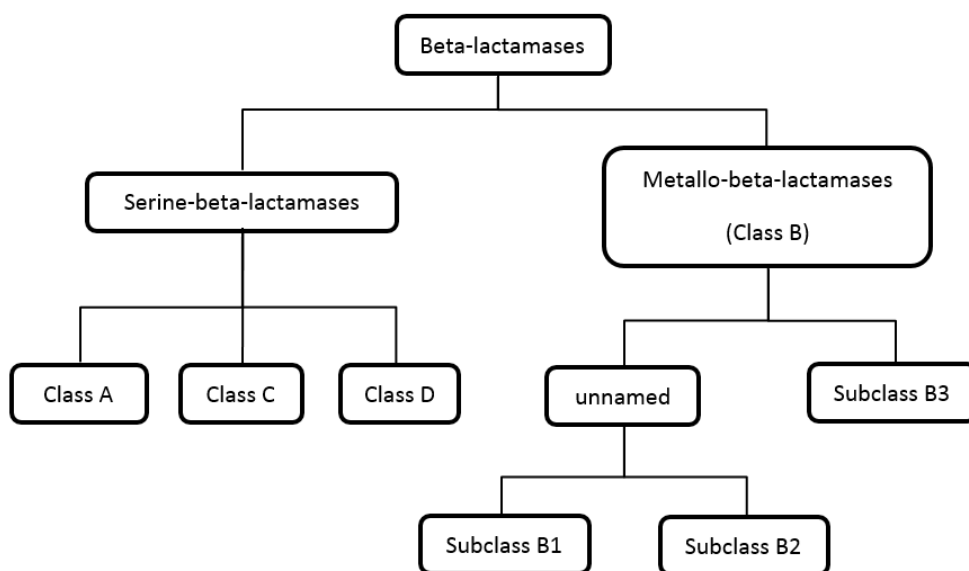 Beta-lactamases
Serine-beta-lactamases
Metallo-beta-lactamases
(Class B)
Class A
Class C
Class D
unnamed
Subclass B3
Subclass B1
Subclass B2